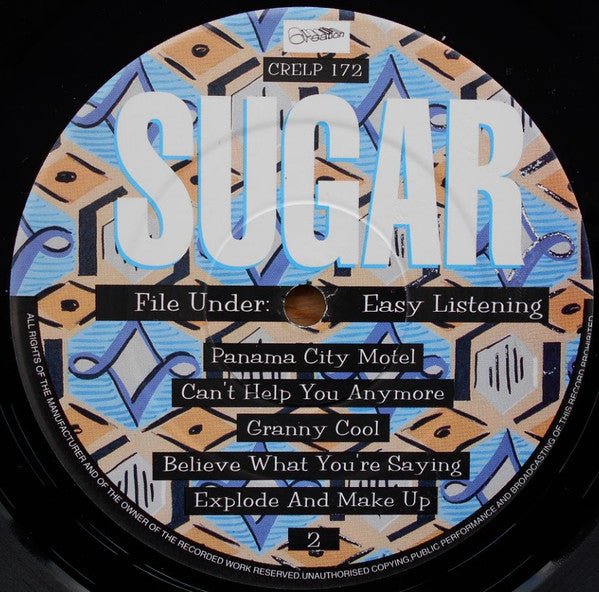 Creation
CRELP 172
SUGAR
File Under: Easy Listening
Panama City Motel
Can't Help You Anymore
Granny Cool
Believe What You're Saying
Explode And Make Up
2
ALL RIGHTS OF THE MANUFACTURER AND OF THE OWNER OF THE RECORDED WORK RESERVED.UNAUTHORISED COPYING,PUBLIC PERFORMANCE AND BROADCASTING OF THIS RECORD PROHIBITED